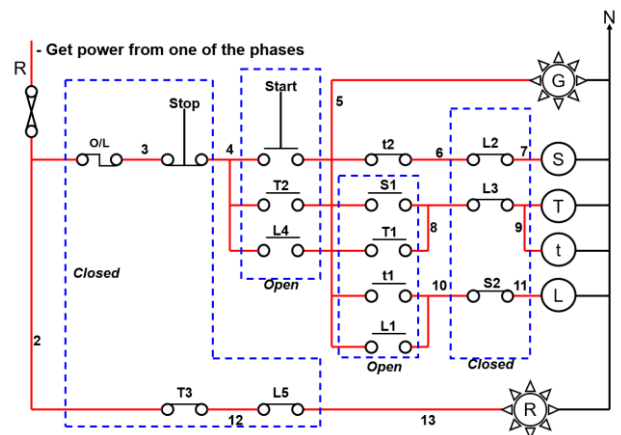 N
- Get power from one of the phases
R
G
Stop
Start
5
O/L
3
4
t2
6
L2
7
S
T2
S1
L3
T
8
9
L4
T1
t
Closed
Open
t1
10
S2
11
L
2
L1
Open
Closed
T3
L5
12
13
R